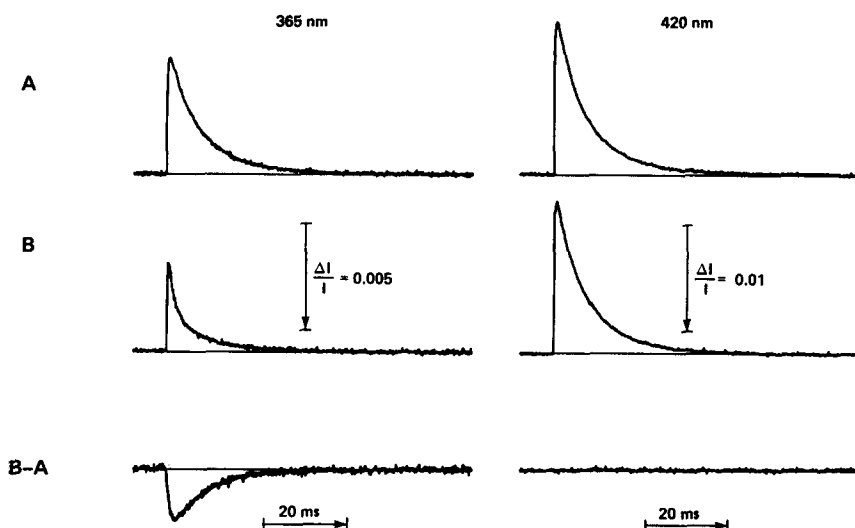 365 nm
420 nm
A
B
ΔI/I = 0.005
ΔI/I = 0.01
B–A
20 ms
20 ms